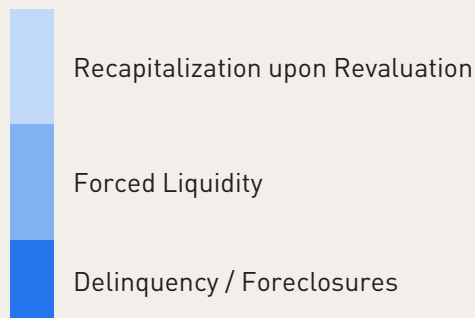 Recapitalization upon Revaluation
Forced Liquidity
Delinquency / Foreclosures